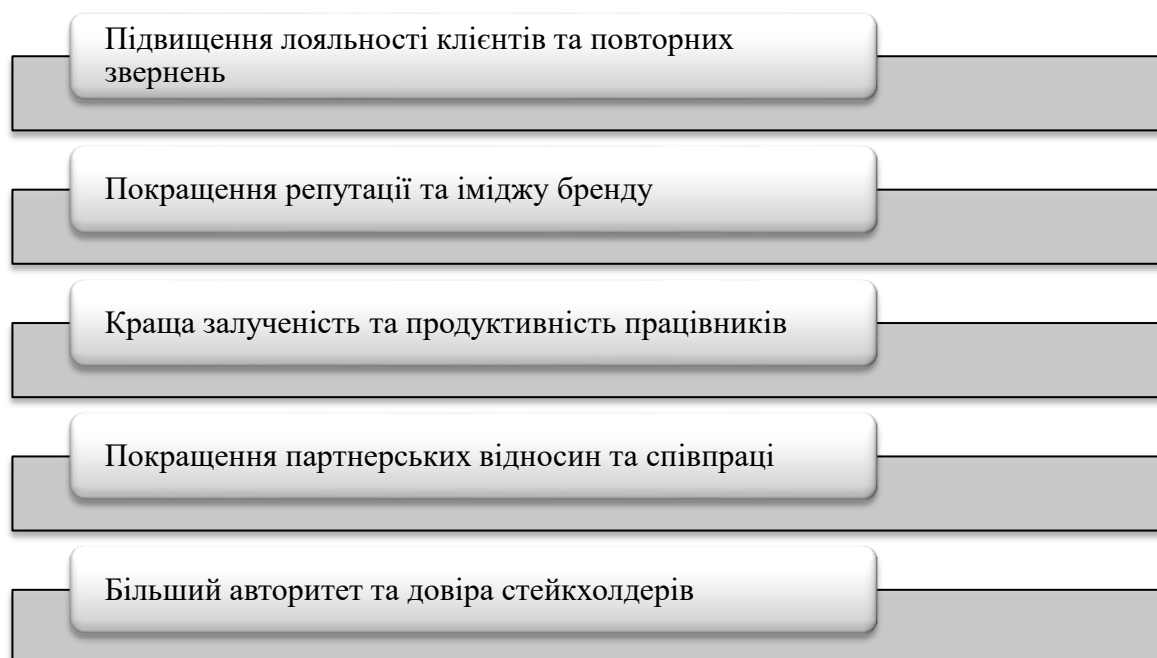 Підвищення лояльності клієнтів та повторних
звернень
Покращення репутації та іміджу бренду
Краща залученість та продуктивність працівників
Покращення партнерських відносин та співпраці
Більший авторитет та довіра стейкхолдерів